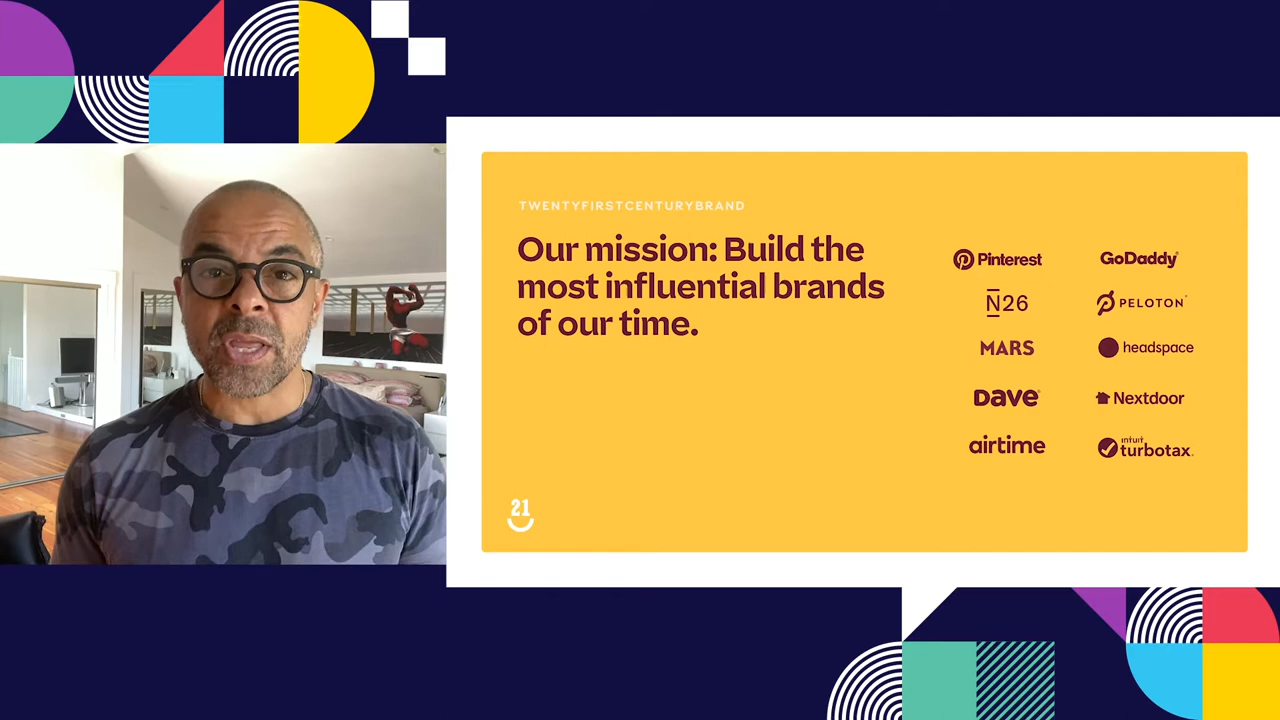 TWENTYFIRSTCENTURYBRAND
Our mission: Build the
most influential brands
of our time.
Pinterest
GoDaddy
N26
PELOTON
MARS
headspace
Dave
Nextdoor
airtime
intuit
turbotax.
21